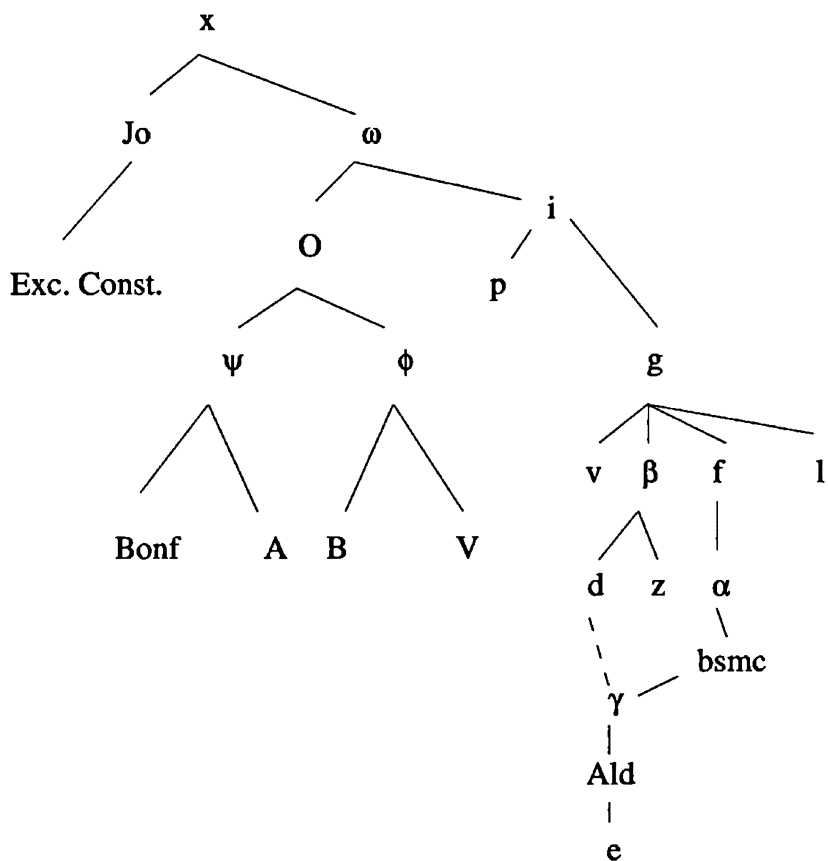 x
Jo ω
i
O
Exc. Const. p
ψ φ g
v β f l
Bonf A B V
d z α
bsmc
γ
Ald
e